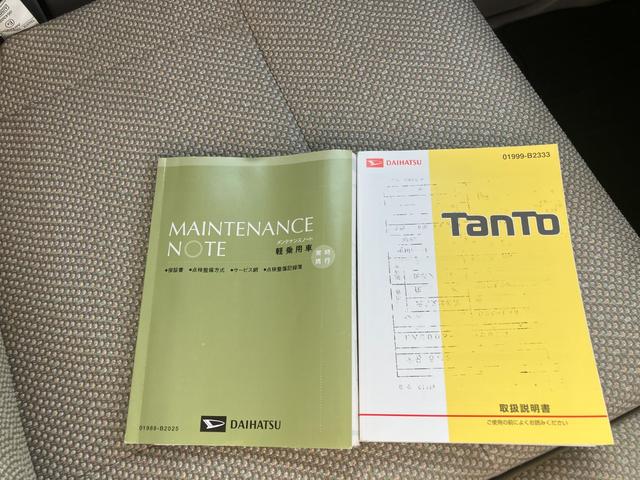 MAINTENANCE
NOTE
メンテナンスノート
軽乗用車
●保証書 ●点検整備方式 ●サービス網 ●点検整備記録簿
01999-B2025
DAIHATSU
DAIHATSU
01999-B2333
TanTo
取扱説明書
ご使用の前によくお読みください